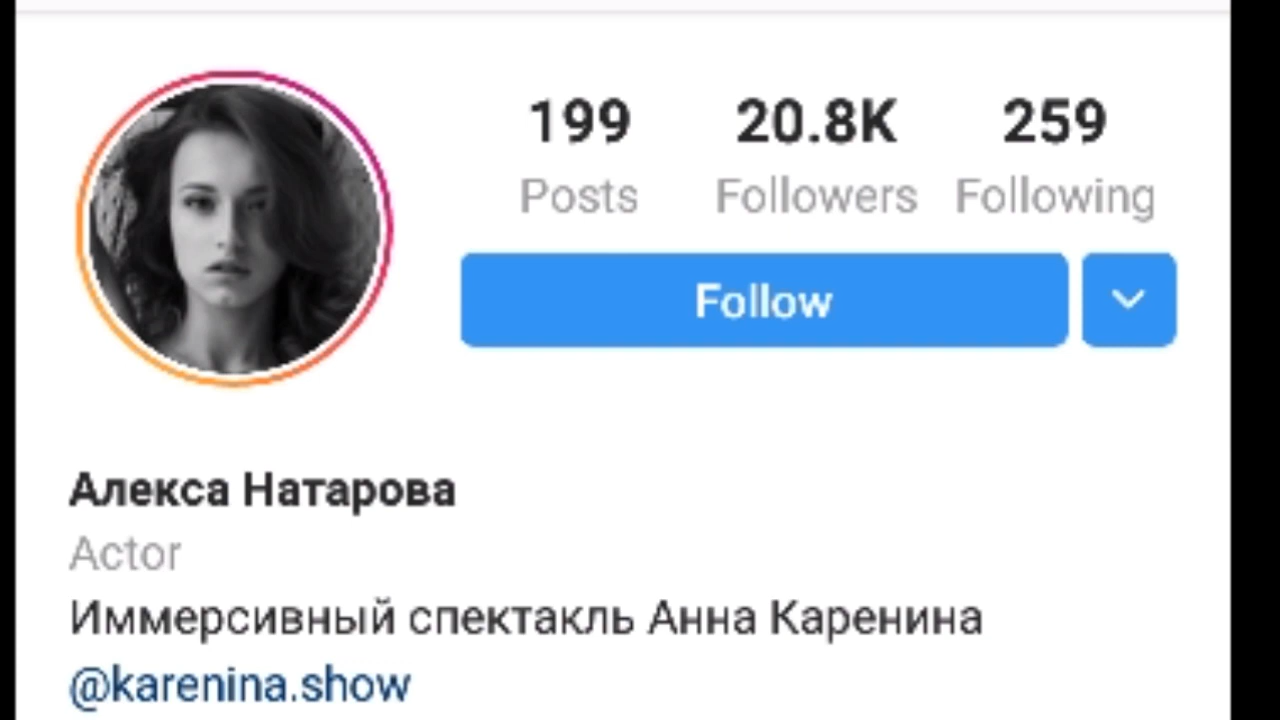 199 20.8K 259
Posts Followers Following
Follow
Алекса Натарова
Actor
Иммерсивный спектакль Анна Каренина
@karenina.show